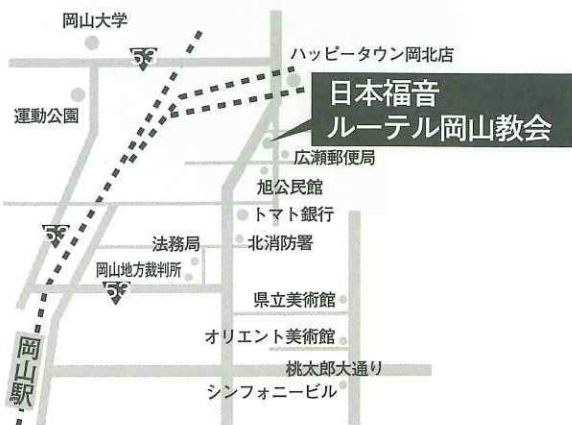 岡山大学
53
ハッピータウン岡北店
運動公園
日本福音
ルーテル岡山教会
広瀬郵便局
旭公民館
トマト銀行
53
法務局
北消防署
岡山地方裁判所
53
県立美術館
オリエント美術館
岡山駅
桃太郎大通り
シンフォニービル